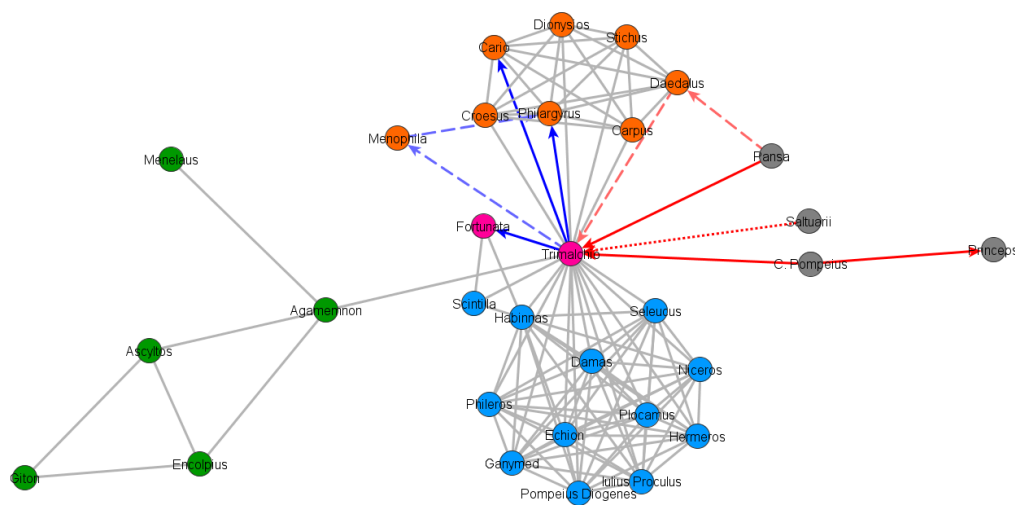 Dionysios
Stichus
Cario
Daedalus
Croesus
Philargyrus
Carpus
Menophila
Pansa
Menelaus
Saltuarii
Fortunata
Princeps
Trimalchio
C. Pompeius
Scintilla
Agamemnon
Habinnas
Seleucus
Ascyltos
Damas
Niceros
Phileros
Plocamus
Echion
Hermeros
Encolpius
Ganymed
Giton
Iulius Proculus
Pompeius Diogenes